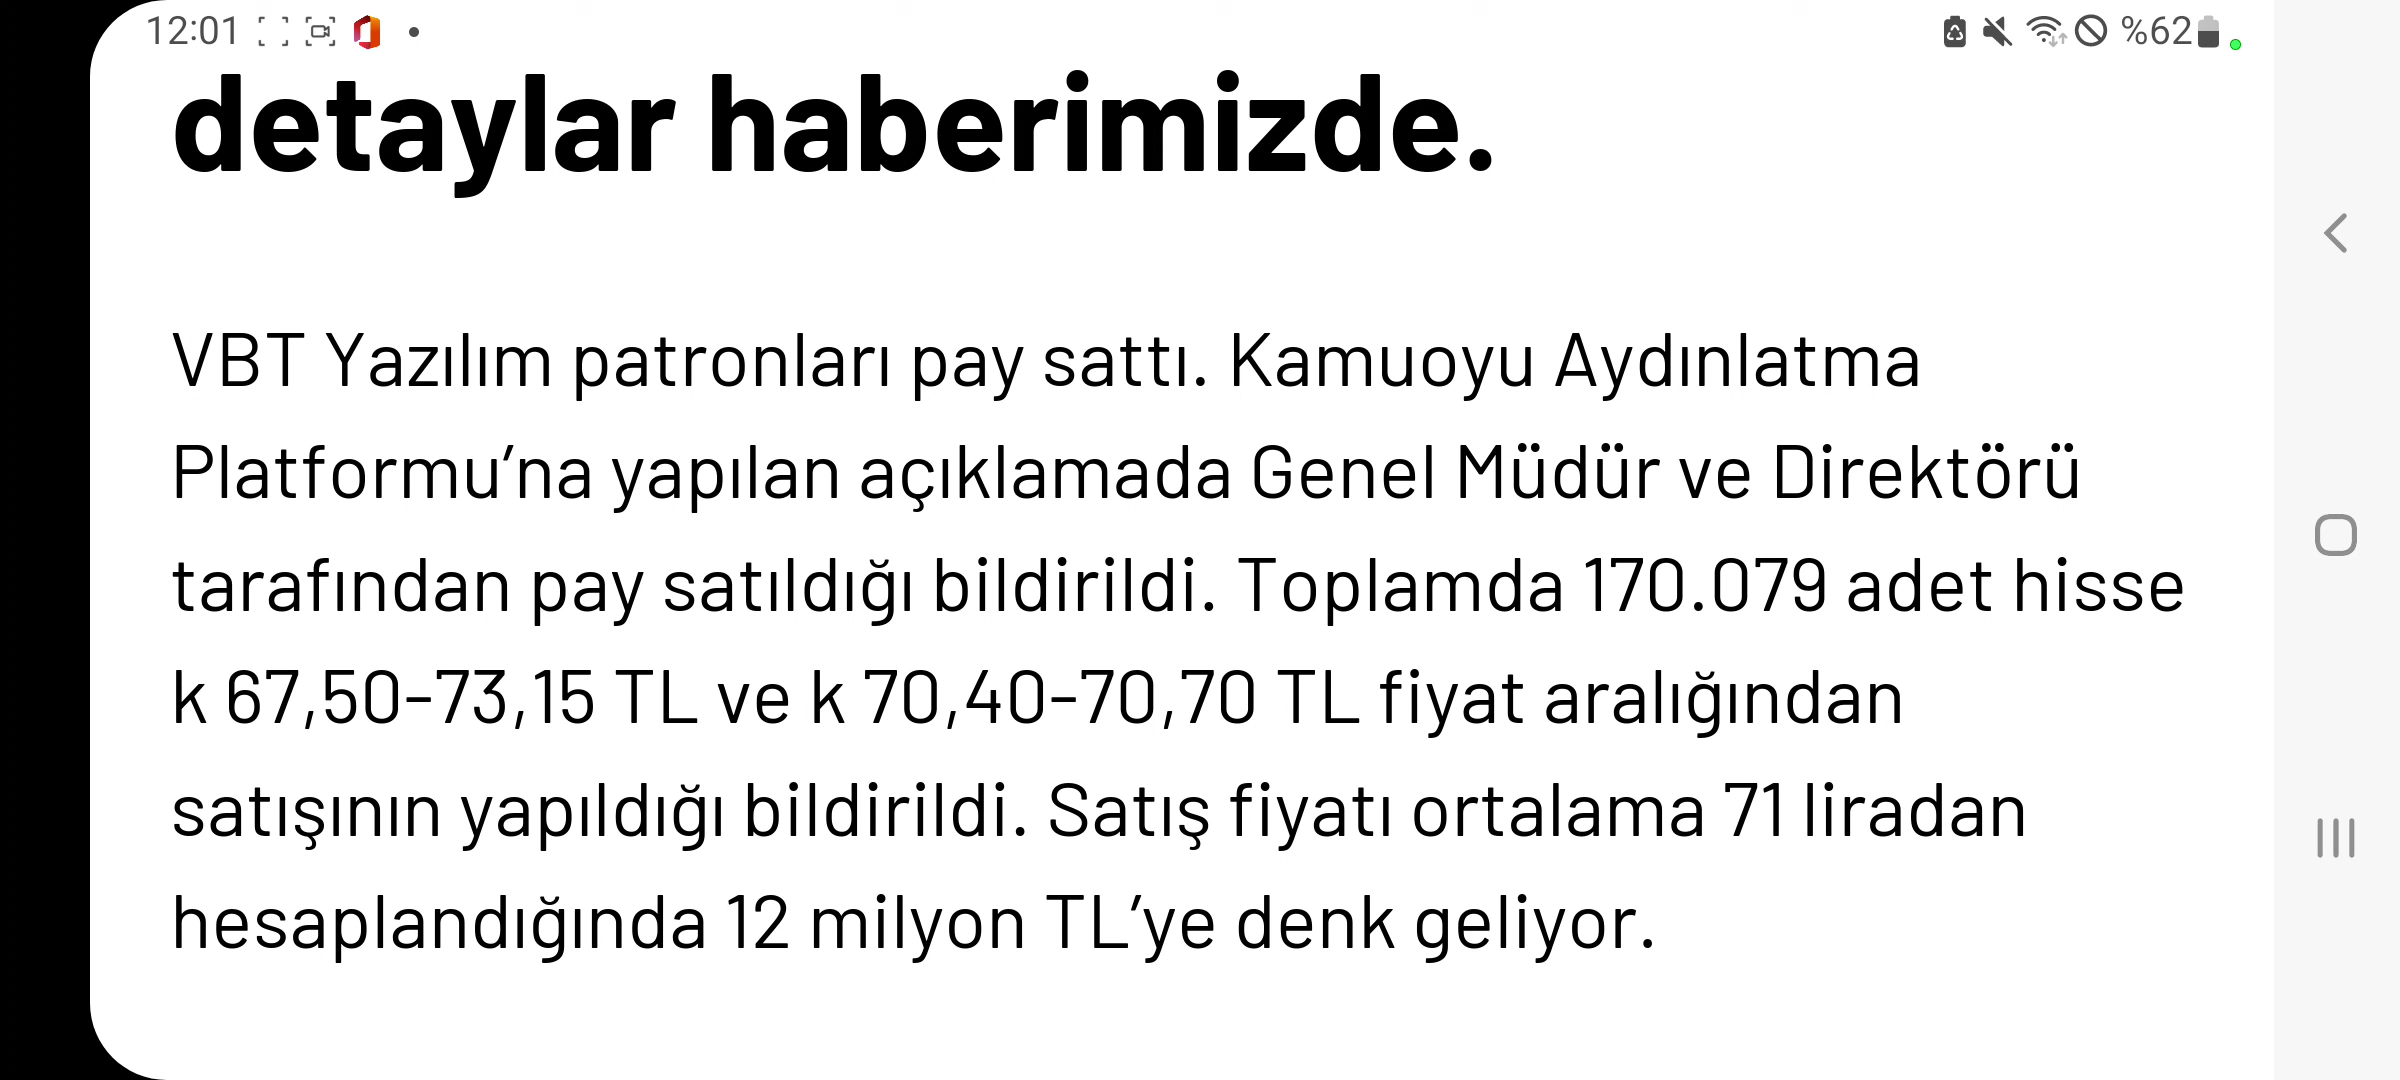 12:01 %62
detaylar haberimizde.
VBT Yazılım patronları pay sattı. Kamuoyu Aydınlatma
Platformu’na yapılan açıklamada Genel Müdür ve Direktörü
tarafından pay satıldığı bildirildi. Toplamda 170.079 adet hisse
k 67,50-73,15 TL ve k 70,40-70,70 TL fiyat aralığından
satışının yapıldığı bildirildi. Satış fiyatı ortalama 71 liradan
hesaplandığında 12 milyon TL’ye denk geliyor.